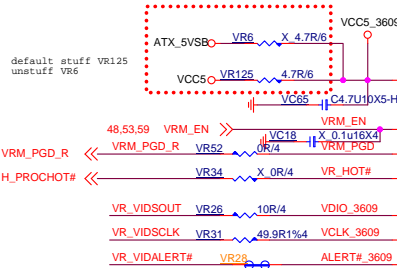 VCC5_3609
ATX_5VSB VR6 X_4.7R/6
default stuff VR125
unstuff VR6
VCC5 VR125 4.7R/6
VC65 C4.7U10X5-H
48,53,59 VRM_EN VRM_EN
VC18 X_0.1u16X4
VRM_PGD_R VRM_PGD_R VR52 0R/4 VRM_PGD
H_PROCHOT# VR34 X_0R/4 VR_HOT#
VR_VIDSOUT VR26 10R/4 VDIO_3609
VR_VIDSCLK VR31 49.9R1%4 VCLK_3609
VR_VIDALERT# VR28 ALERT#_3609